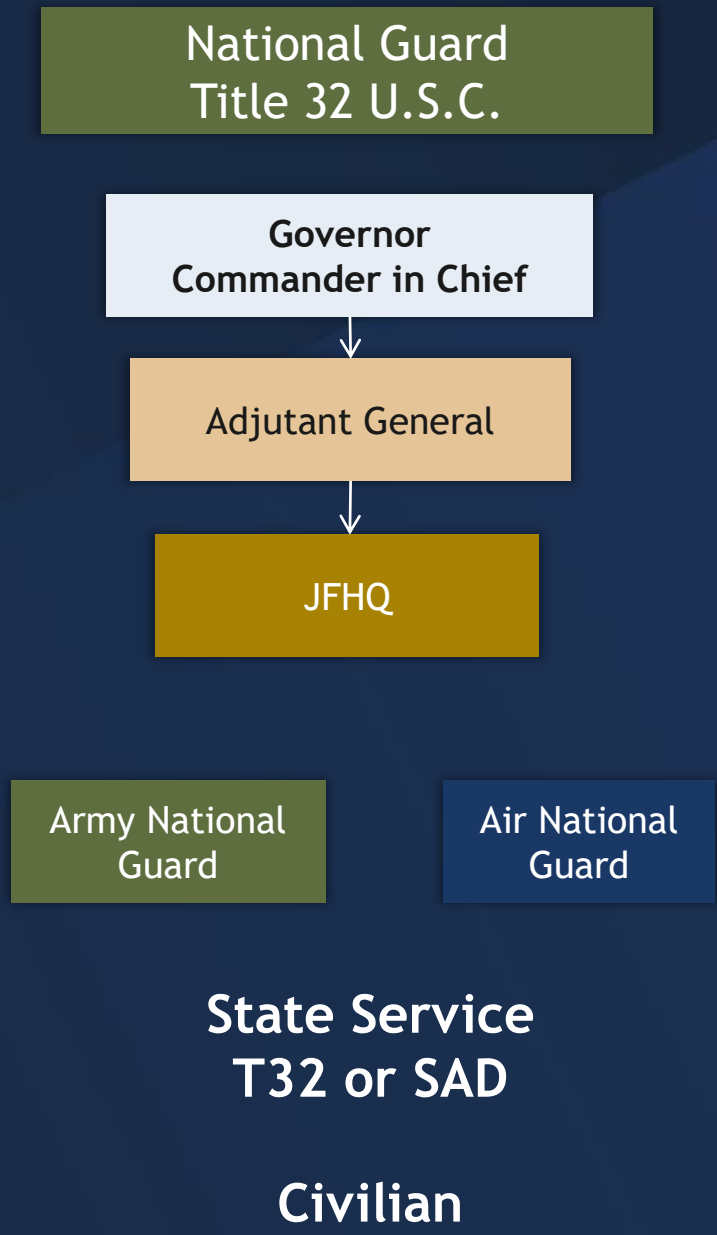 National Guard
Title 32 U.S.C.
Governor
Commander in Chief
Adjutant General
JFHQ
Army National
Guard
Air National
Guard
State Service
T32 or SAD
Civilian